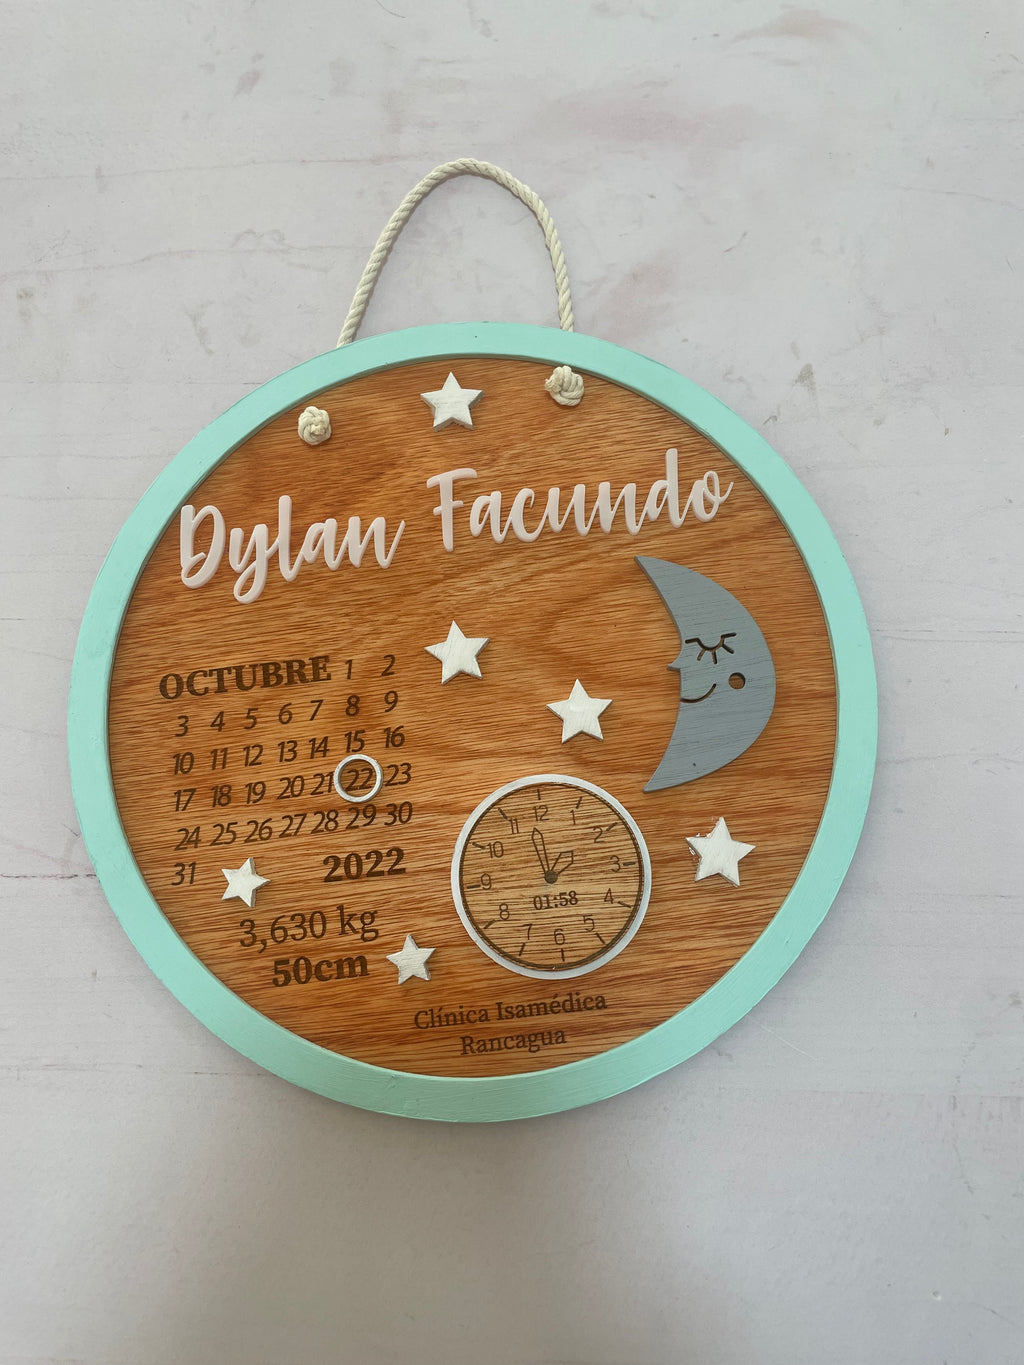 Dylan Facundo
OCTUBRE 1 2
3 4 5 6 7 8 9
10 11 12 13 14 15 16
17 18 19 20 21 22 23
24 25 26 27 28 29 30
31
2022
3,630 kg
50cm
12
1
2
3
4
5
6
7
8
9
10
11
01:58
Clínica Isamédica
Rancagua